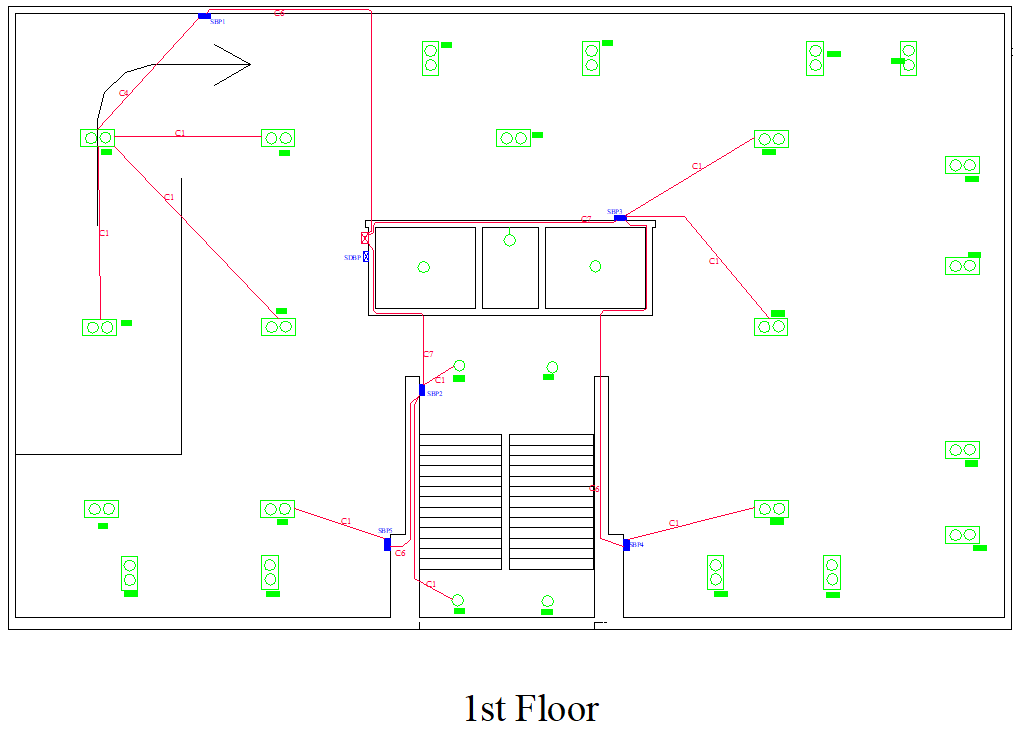 C6
SBP1
C4
C1
C1
C1
C1
SBP3
C7
C1
SDBP
C7
C1
SBP2
C6
C1
SBP5
C6
C1
SBP4
C1
1st Floor